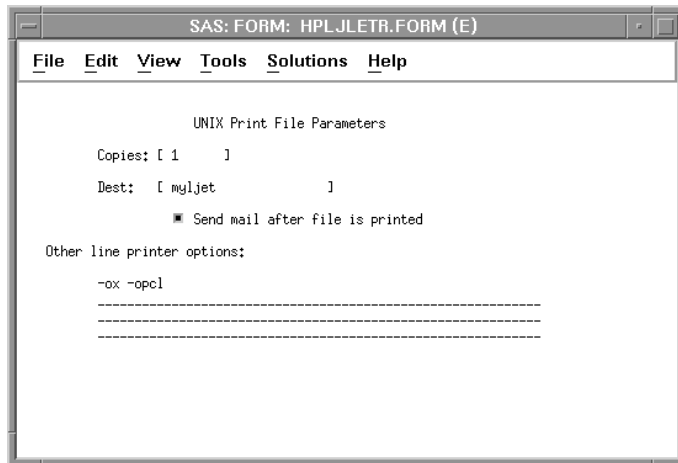 SAS: FORM: HPLJLETR.FORM (E)
File Edit View Tools Solutions Help
UNIX Print File Parameters
Copies: [ 1 ]
Dest: [ myljet ]
Send mail after file is printed
Other line printer options:
-ox -opcl